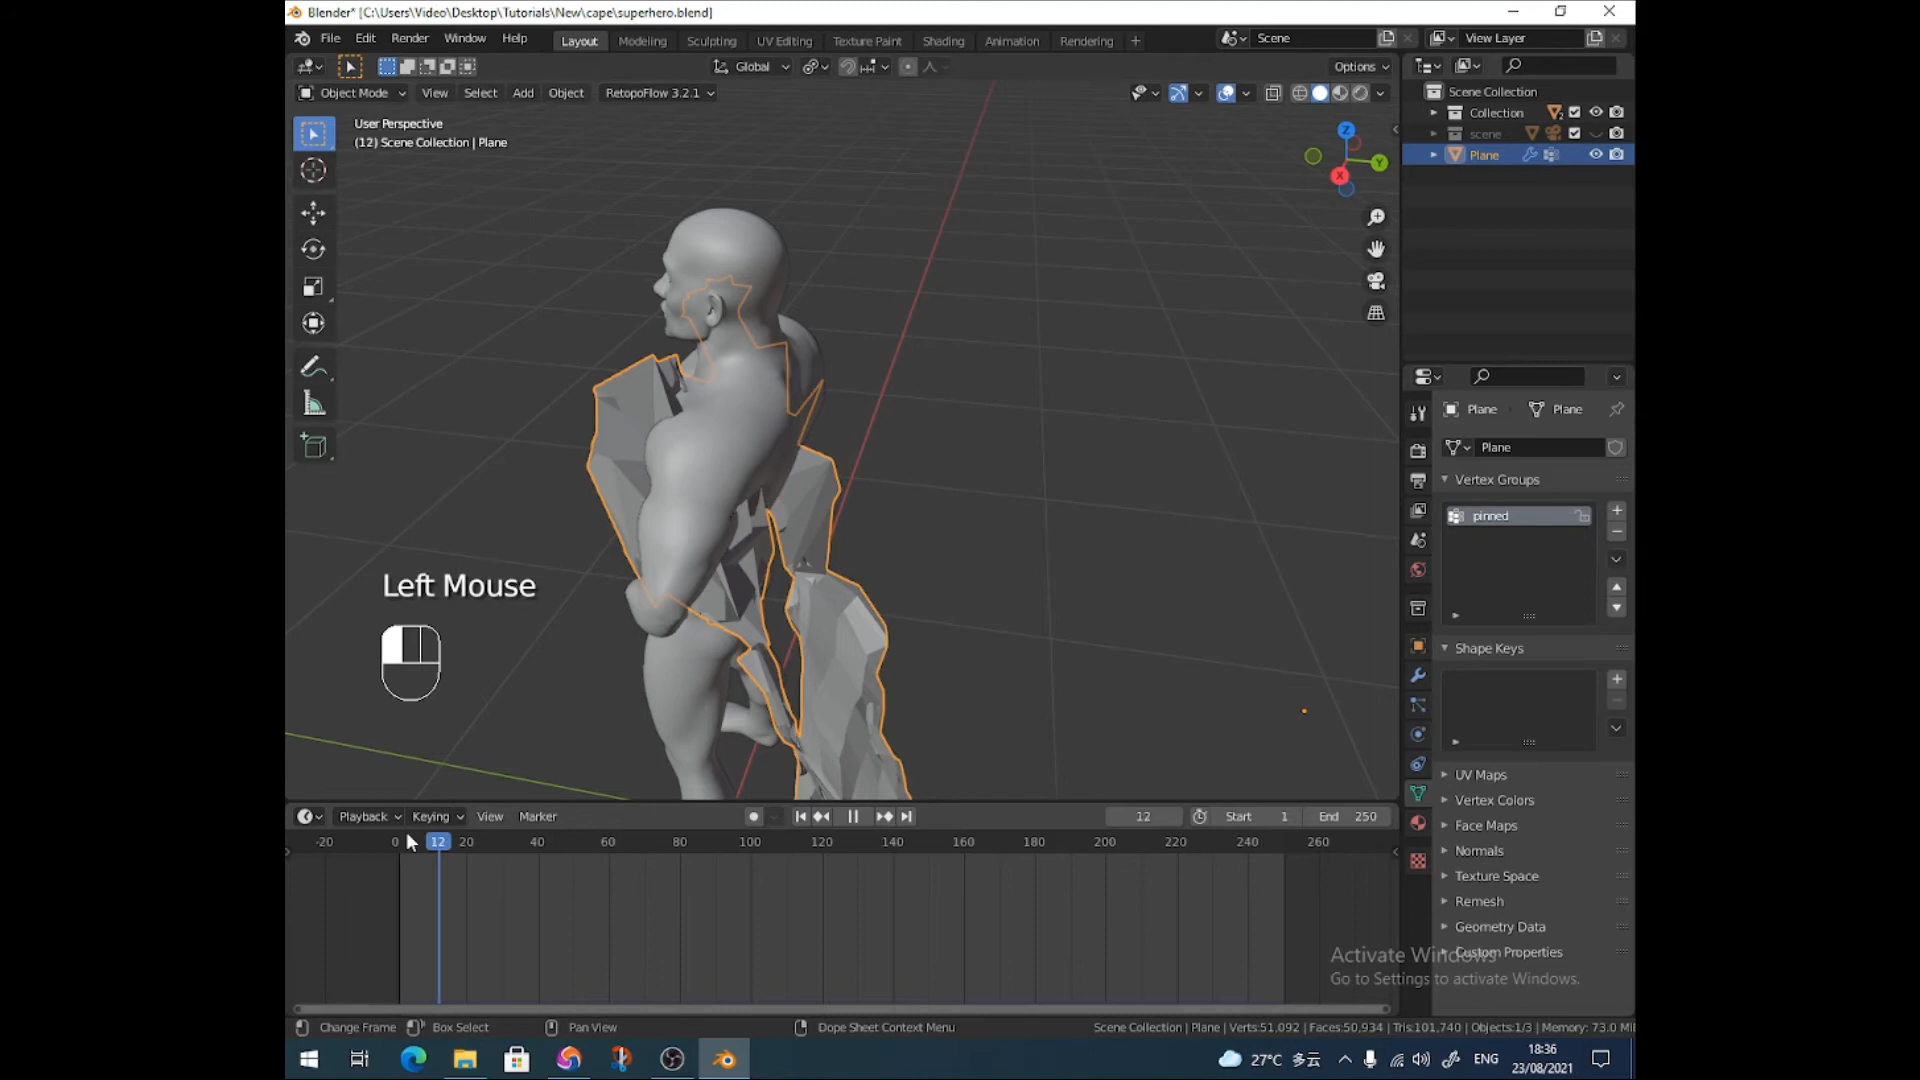 Blender* [C:\Users\Video\Desktop\Tutorials\New\cape\superhero.blend]
File Edit Render Window Help Layout Modeling Sculpting UV Editing Texture Paint Shading Animation Rendering + Scene View Layer
Global Options
Object Mode View Select Add Object RetopoFlow 3.2.1
Scene Collection
Collection 2
scene
Plane
User Perspective
(12) Scene Collection | Plane
Z
Y
X
Plane Plane
Plane
Vertex Groups
pinned
Left Mouse
Shape Keys
UV Maps
Vertex Colors
Face Maps
Normals
Texture Space
Remesh
Geometry Data
Custom Properties
Playback Keying View Marker 12 Start 1 End 250
-20 0 12 20 40 60 80 100 120 140 160 180 200 220 240 260
Activate Windows
Go to Settings to activate Windows.
Change Frame Box Select Pan View Dope Sheet Context Menu Scene Collection | Plane | Verts:51,092 | Faces:50,934 | Tris:101,740 | Objects:1/3 | Memory: 73.0 Mi
27°C 多云 ENG 18:36
23/08/2021